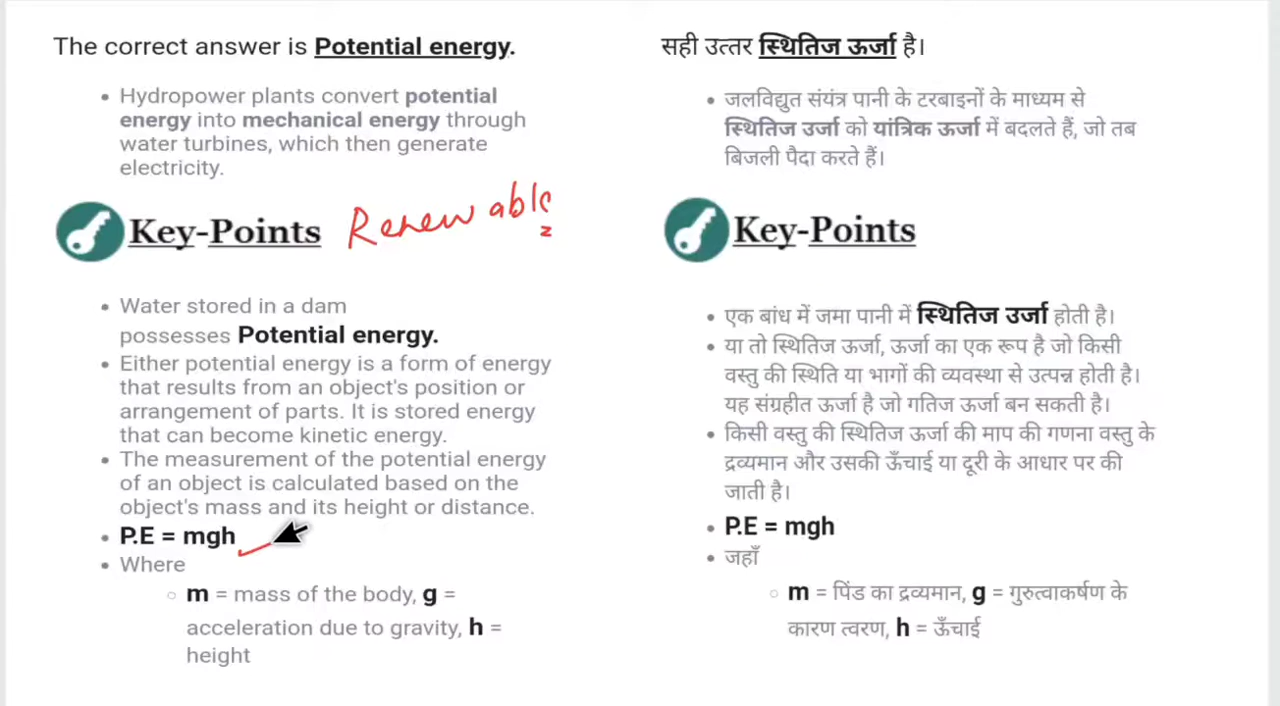 The correct answer is Potential energy.
Hydropower plants convert potential
energy into mechanical energy through
water turbines, which then generate
electricity.
Key-Points Renewable
Water stored in a dam
possesses Potential energy.
Either potential energy is a form of energy
that results from an object's position or
arrangement of parts. It is stored energy
that can become kinetic energy.
The measurement of the potential energy
of an object is calculated based on the
object's mass and its height or distance.
P.E = mgh
Where
m = mass of the body, g =
acceleration due to gravity, h =
height
सही उत्तर स्थितिज ऊर्जा है।
जलविद्युत संयंत्र पानी के टरबाइनों के माध्यम से
स्थितिज उर्जा को यांत्रिक ऊर्जा में बदलते हैं, जो तब
बिजली पैदा करते हैं।
Key-Points
एक बांध में जमा पानी में स्थितिज उर्जा होती है।
या तो स्थितिज ऊर्जा, ऊर्जा का एक रूप है जो किसी
वस्तु की स्थिति या भागों की व्यवस्था से उत्पन्न होती है।
यह संग्रहीत ऊर्जा है जो गतिज ऊर्जा बन सकती है।
किसी वस्तु की स्थितिज ऊर्जा की माप की गणना वस्तु के
द्रव्यमान और उसकी ऊँचाई या दूरी के आधार पर की
जाती है।
P.E = mgh
जहाँ
m = पिंड का द्रव्यमान, g = गुरुत्वाकर्षण के
कारण त्वरण, h = ऊँचाई